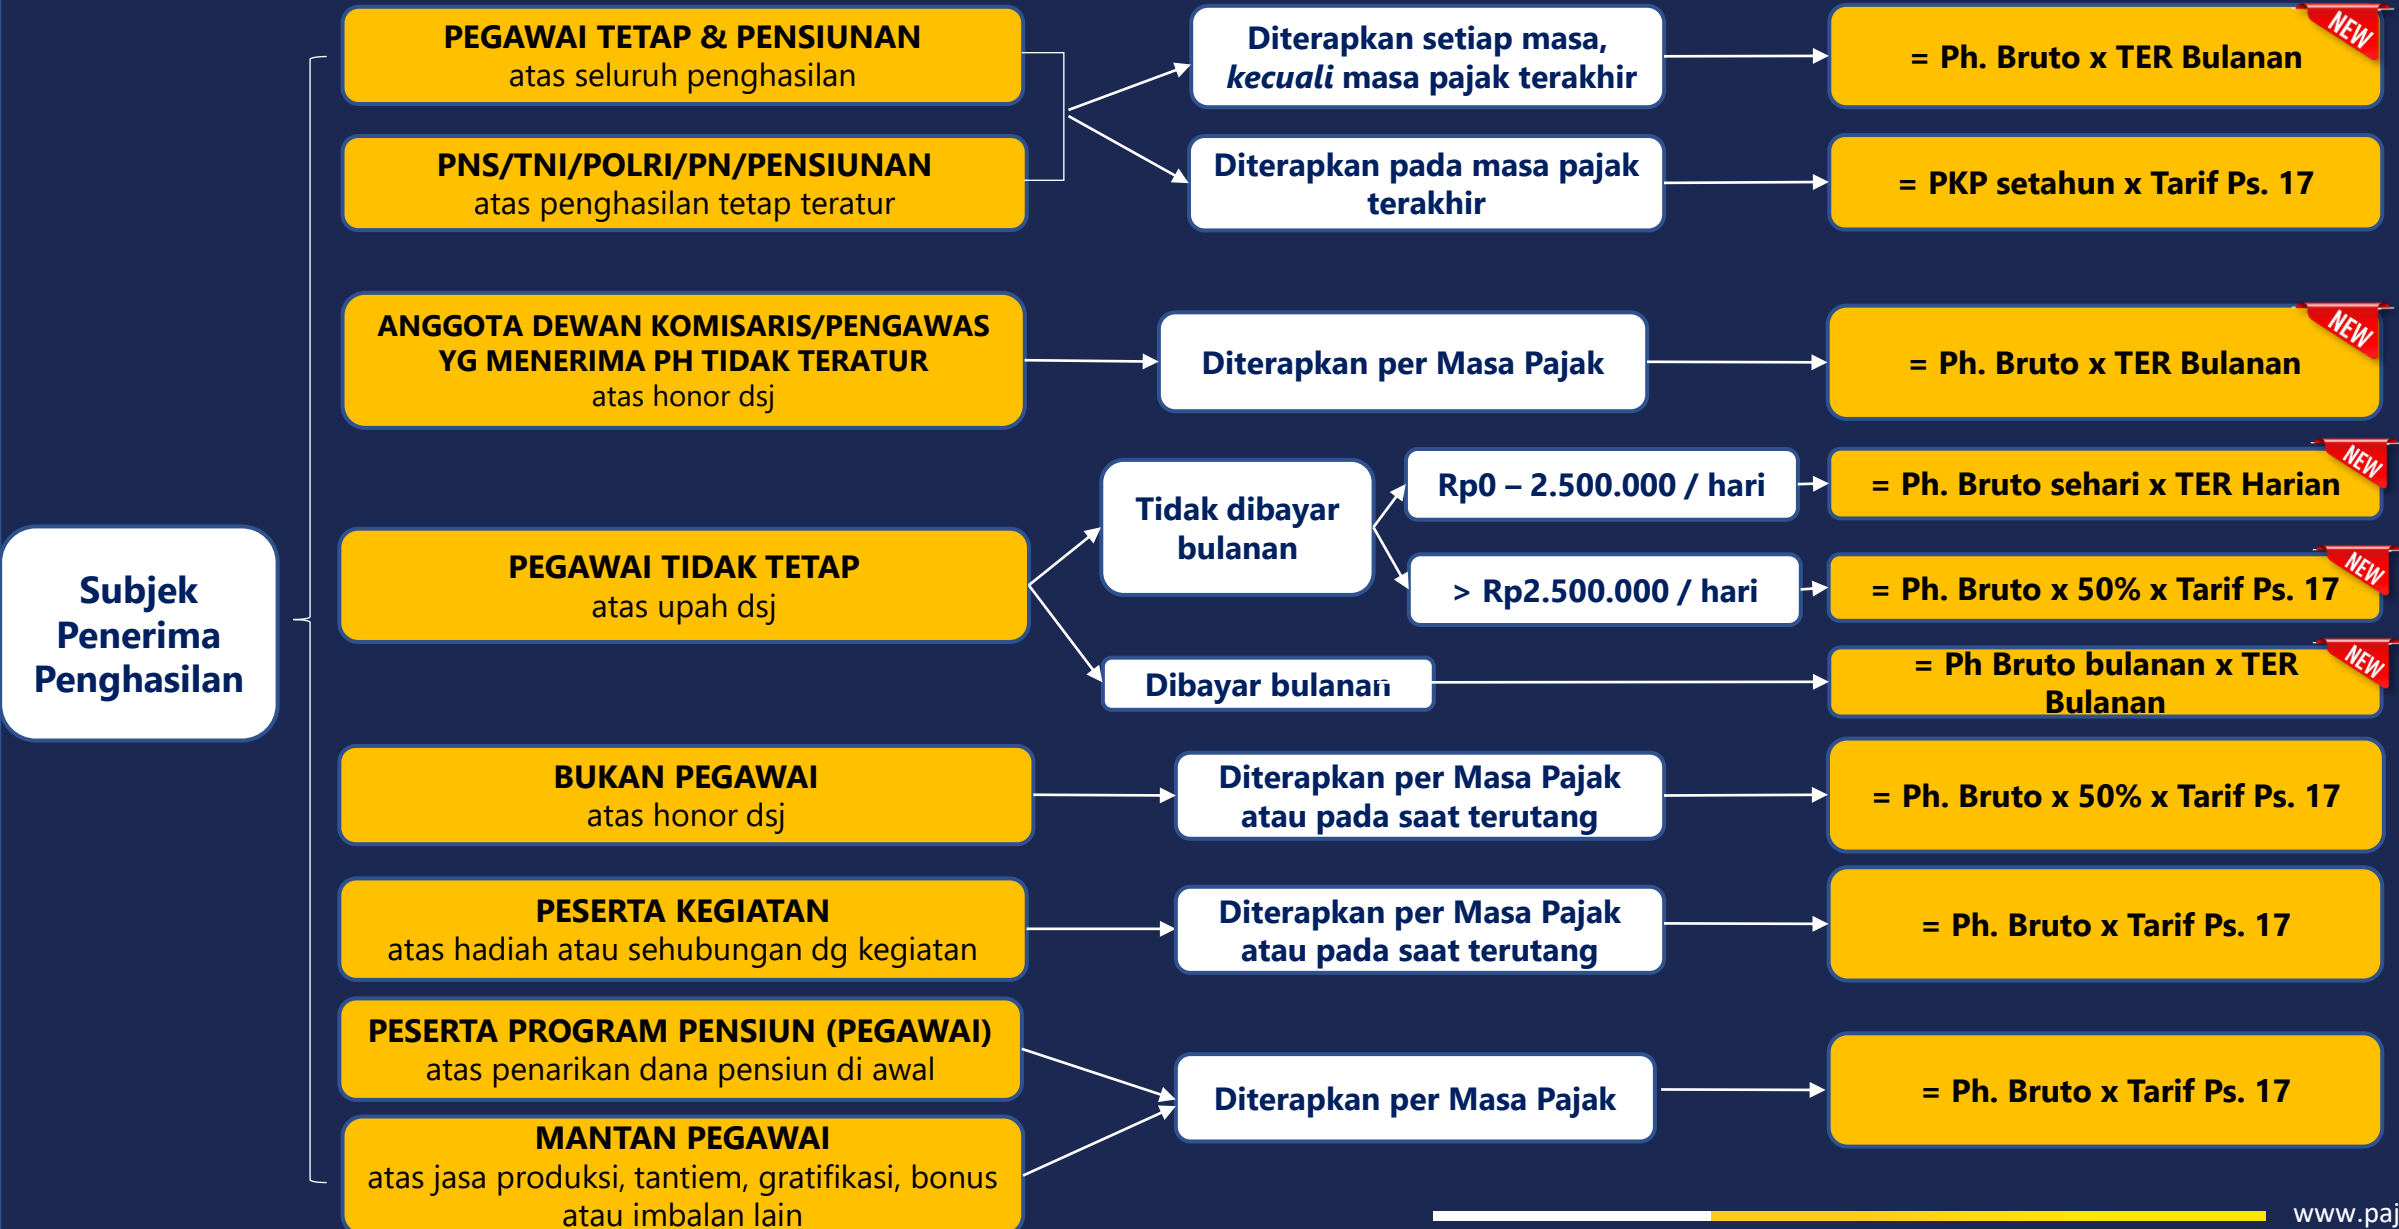 Subjek
Penerima
Penghasilan
PEGAWAI TETAP & PENSIUNAN
atas seluruh penghasilan
Diterapkan setiap masa,
kecuali masa pajak terakhir
= Ph. Bruto x TER Bulanan
NEW
PNS/TNI/POLRI/PN/PENSIUNAN
atas penghasilan tetap teratur
Diterapkan pada masa pajak
terakhir
= PKP setahun x Tarif Ps. 17
ANGGOTA DEWAN KOMISARIS/PENGAWAS
YG MENERIMA PH TIDAK TERATUR
atas honor dsj
Diterapkan per Masa Pajak
= Ph. Bruto x TER Bulanan
NEW
PEGAWAI TIDAK TETAP
atas upah dsj
Tidak dibayar
bulanan
Rp0 – 2.500.000 / hari
= Ph. Bruto sehari x TER Harian
NEW
> Rp2.500.000 / hari
= Ph. Bruto x 50% x Tarif Ps. 17
NEW
Dibayar bulanan
= Ph Bruto bulanan x TER
Bulanan
NEW
BUKAN PEGAWAI
atas honor dsj
Diterapkan per Masa Pajak
atau pada saat terutang
= Ph. Bruto x 50% x Tarif Ps. 17
PESERTA KEGIATAN
atas hadiah atau sehubungan dg kegiatan
Diterapkan per Masa Pajak
atau pada saat terutang
= Ph. Bruto x Tarif Ps. 17
PESERTA PROGRAM PENSIUN (PEGAWAI)
atas penarikan dana pensiun di awal
MANTAN PEGAWAI
atas jasa produksi, tantiem, gratifikasi, bonus
atau imbalan lain
Diterapkan per Masa Pajak
= Ph. Bruto x Tarif Ps. 17
www.paj